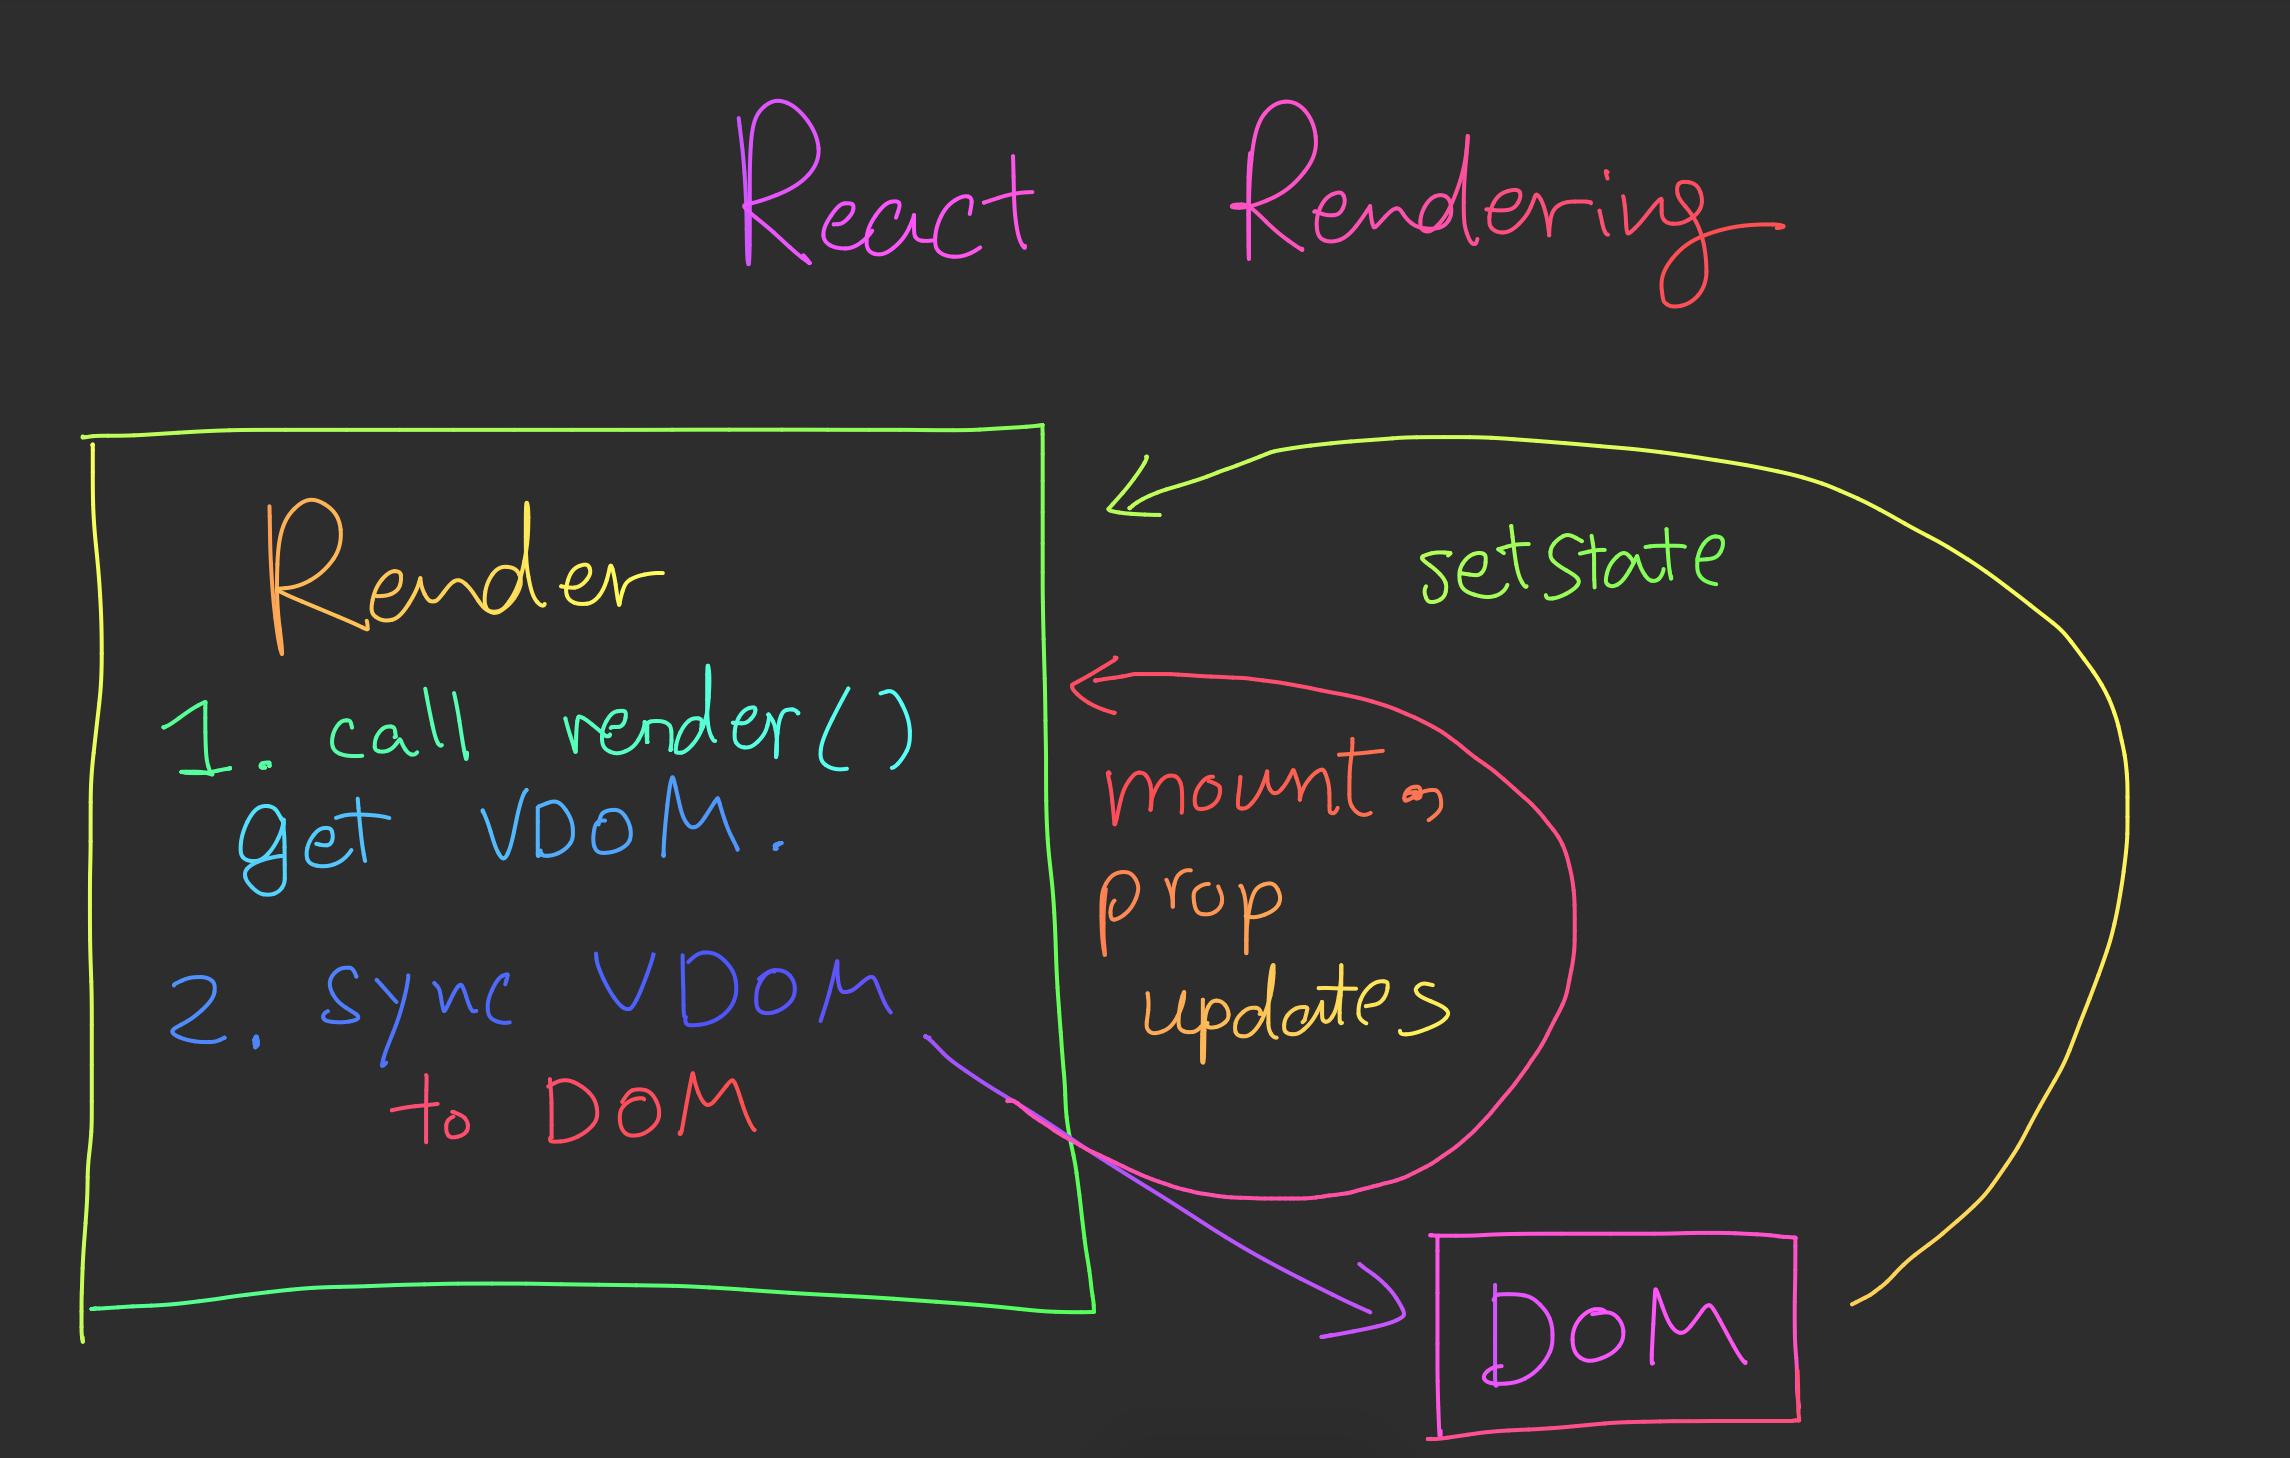 React Rendering
Render
1. call render()
get VDOM.
2. sync VDOM
to DOM
setState
mount,
prop
updates
DOM